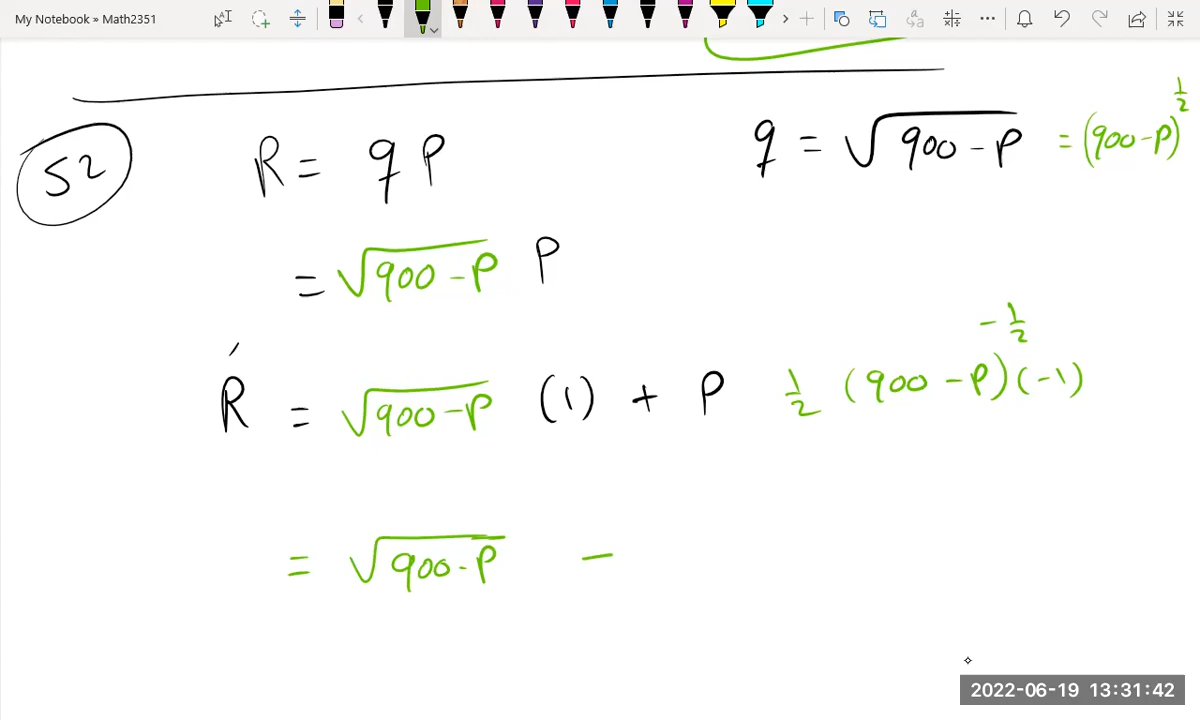 My Notebook » Math2351
52 R = q P q = √900 - P = (900 - P)^1/2
= √900 - P P
R' = √900 - P (1) + P 1/2 (900 - P)^-1/2 (-1)
= √900 - P -
2022-06-19 13:31:42